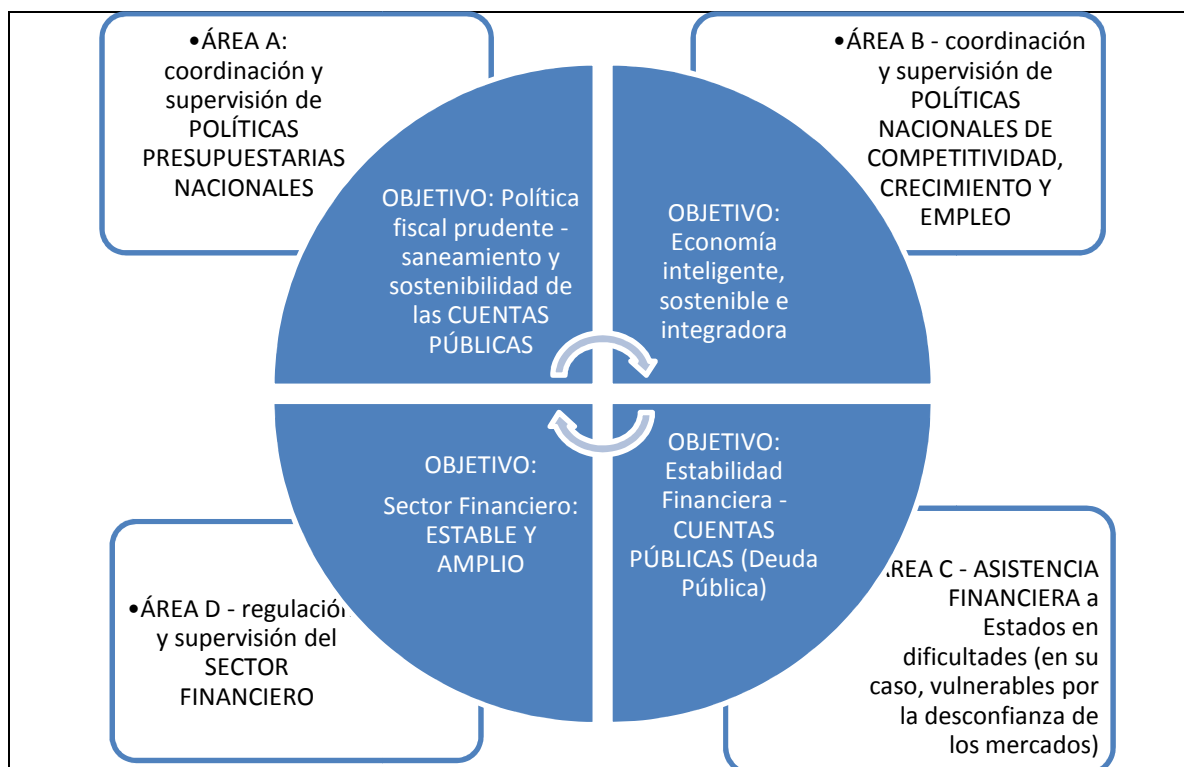 •ÁREA A:
coordinación y
supervisión de
POLÍTICAS
PRESUPUESTARIAS
NACIONALES
•ÁREA B - coordinación
y supervisión de
POLÍTICAS
NACIONALES DE
COMPETITIVIDAD,
CRECIMIENTO Y
EMPLEO
OBJETIVO: Política
fiscal prudente -
saneamiento y
sostenibilidad de
las CUENTAS
PÚBLICAS
OBJETIVO:
Economía
inteligente,
sostenible e
integradora
OBJETIVO:
Sector Financiero:
ESTABLE Y
AMPLIO
OBJETIVO:
Estabilidad
Financiera -
CUENTAS
PÚBLICAS (Deuda
Pública)
•ÁREA D - regulación
y supervisión del
SECTOR
FINANCIERO
ÁREA C - ASISTENCIA
FINANCIERA a
Estados en
dificultades (en su
caso, vulnerables por
la desconfianza de
los mercados)